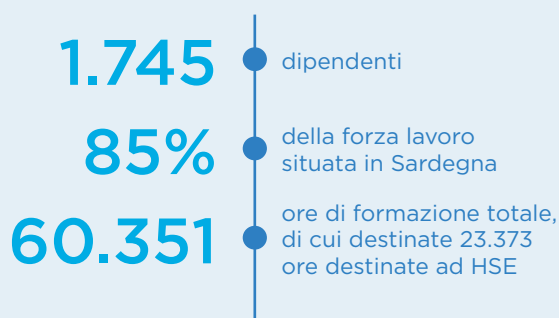 1.745
dipendenti
85%
della forza lavoro
situata in Sardegna
60.351
ore di formazione totale,
di cui destinate 23.373
ore destinate ad HSE